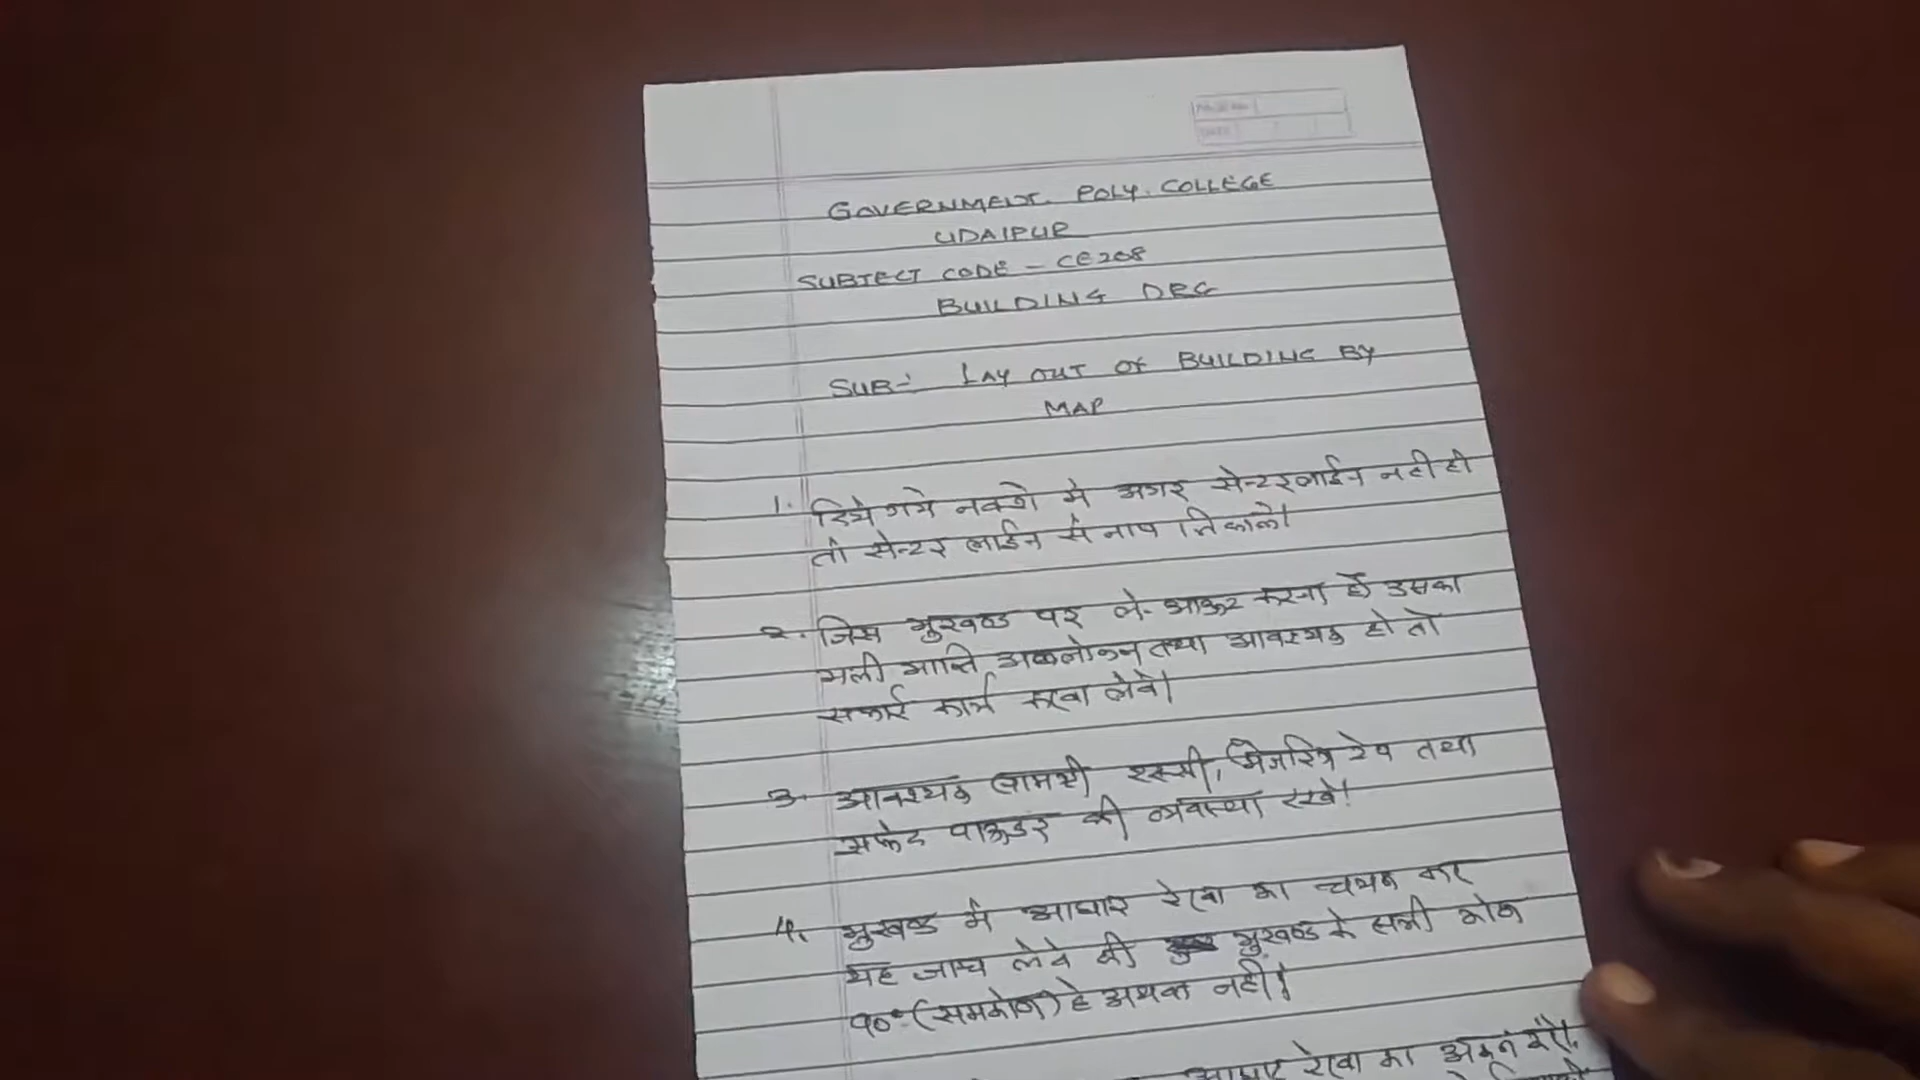 GOVERNMENT. POLY. COLLEGE
UDAIPUR
SUBJECT CODE - CE208
BUILDING DRG
SUB-: LAY OUT OF BUILDING BY
MAP
1. दिये गये नक्शे मे अगर सेन्टरलाईन नही हो
तो सेन्टर लाईन से नाप निकाले।
2. जिस भुखण्ड पर ले-आऊट करना हो उसका
भली भाति अवलोकन तथा आवश्यक हो तो
सफाई कार्य करवा लेवे।
3. आवश्यक सामग्री रस्सी, मेजरिंग टेप तथा
सफेद पाऊडर की व्यवस्था रखे।
4. भुखण्ड मे आधार रेखा का चयन कर
यह जाच लेवे की भुखण्ड के सभी कोण
90° (समकोण) हे अथवा नही।
आधार रेखा का अंकन करे।